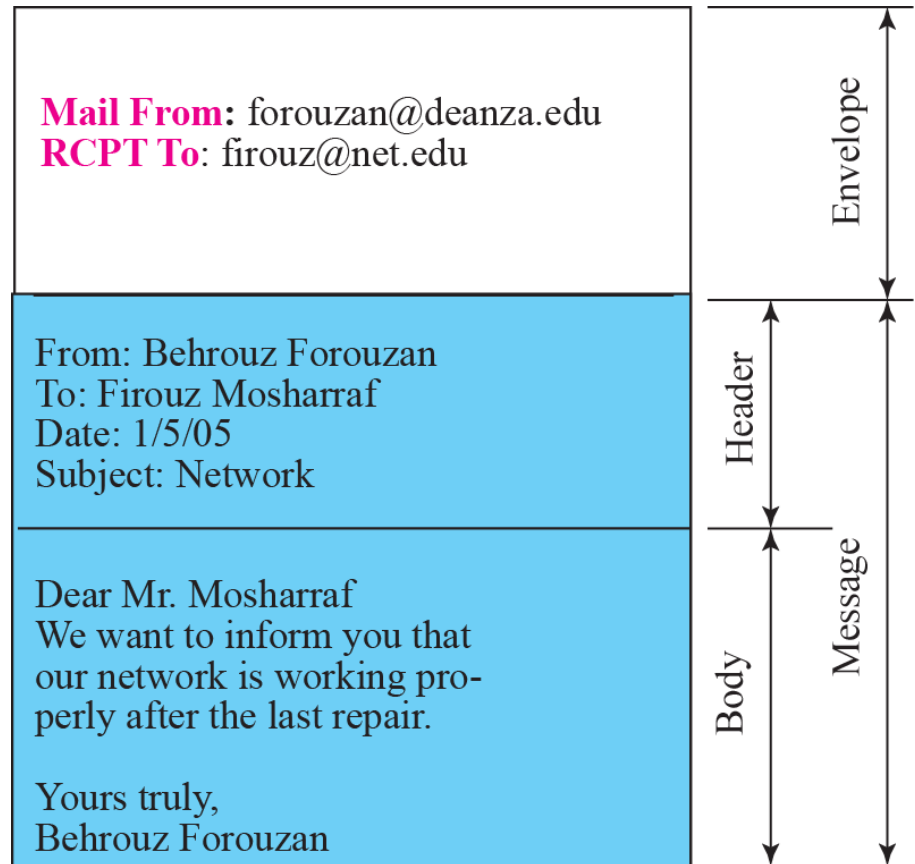 Mail From: forouzan@deanza.edu
RCPT To: firouz@net.edu
Envelope
From: Behrouz Forouzan
To: Firouz Mosharraf
Date: 1/5/05
Subject: Network
Header
Dear Mr. Mosharraf
We want to inform you that
our network is working pro-
perly after the last repair.
Yours truly,
Behrouz Forouzan
Body
Message